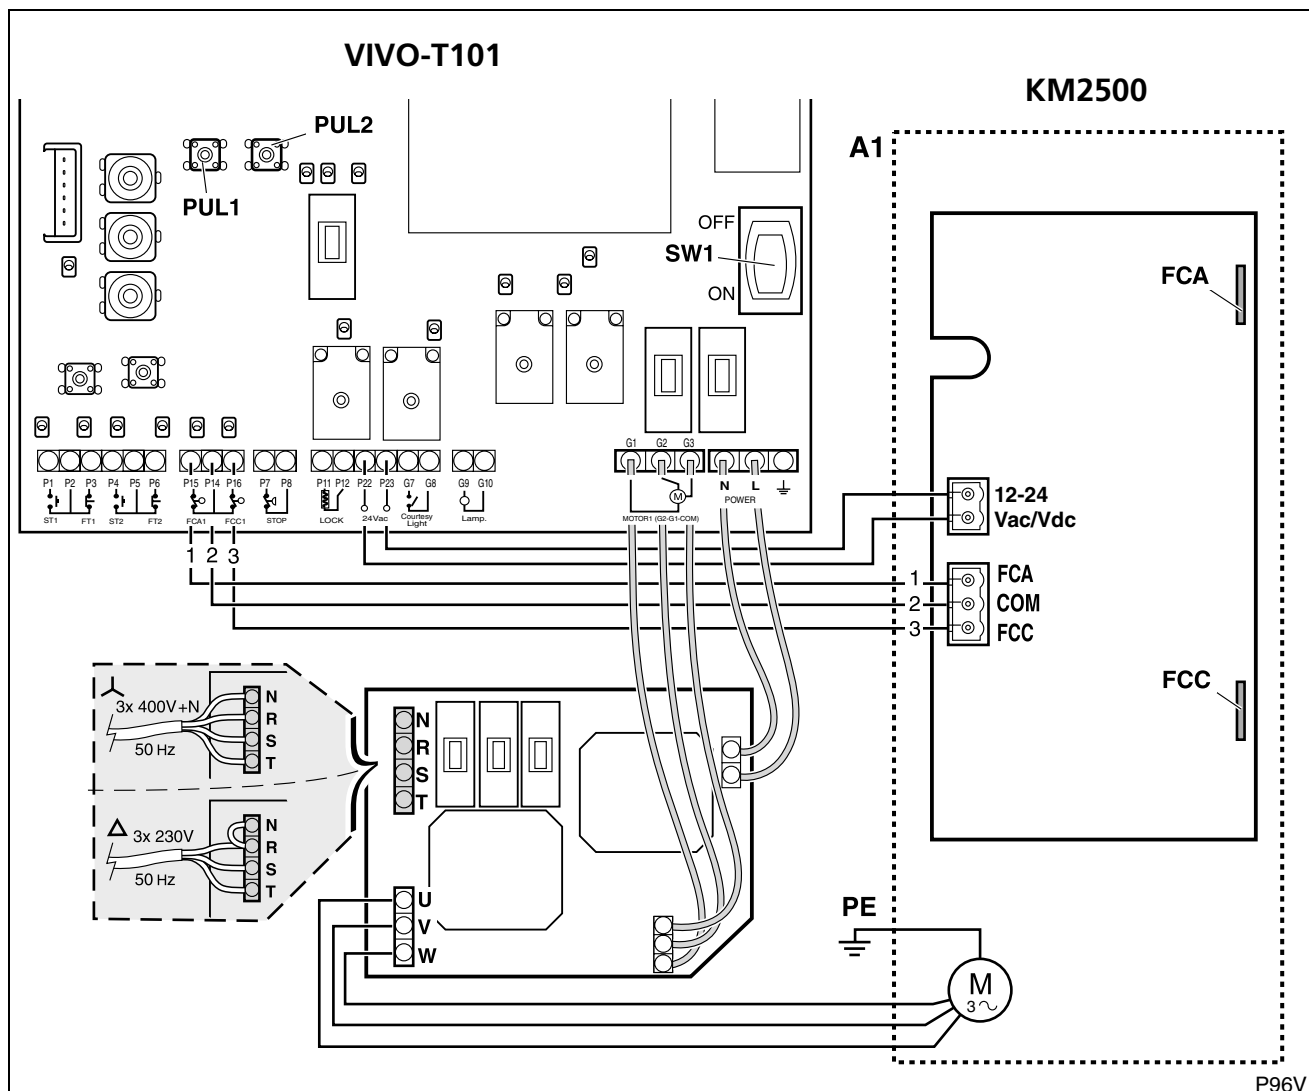 VIVO-T101
KM2500
PUL2
PUL1
A1
OFF
SW1
ON
FCA
G1 G2 G3
P1 P2 P3 P4 P5 P6
P15 P14 P16
P7 P8
P11 P12 P22 P23 G7 G8
G9 G10
N L
M
POWER
ST1 FT1 ST2 FT2
FCA1 FCC1
STOP
LOCK
24Vac
Courtesy
Light
Lamp.
MOTOR1 (G2-G1-COM)
12-24
Vac/Vdc
1 2 3
1 FCA
2 COM
3 FCC
FCC
3x 400V+N
50 Hz
N
R
S
T
3x 230V
50 Hz
N
R
S
T
N
R
S
T
U
V
W
PE
M
3
P96V